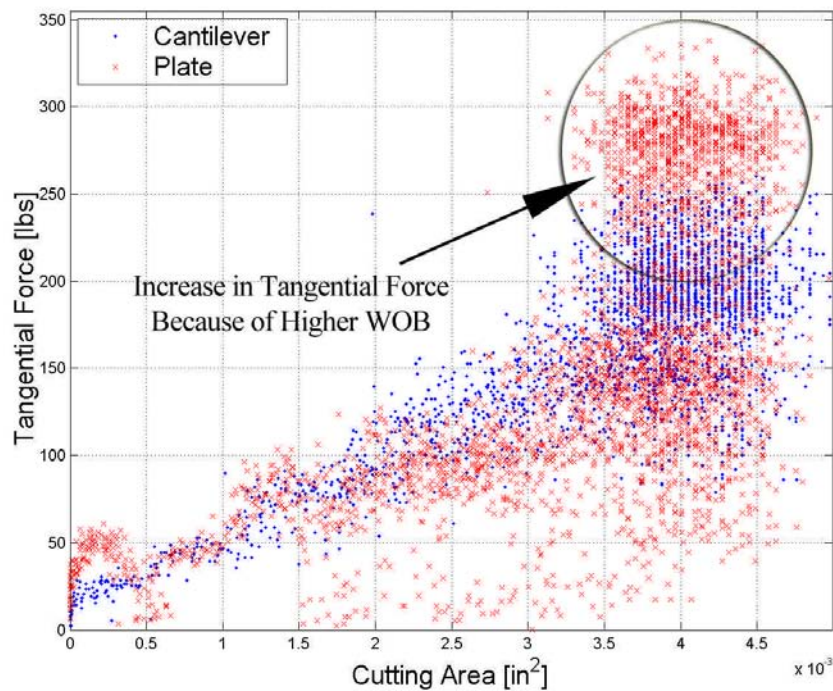 350
Cantilever
Plate
300
250
200
150
100
50
0
Tangential Force [lbs]
Increase in Tangential Force
Because of Higher WOB
0
0.5
1
1.5
2
2.5
3
3.5
4
4.5
Cutting Area [in²]
x 10⁻³